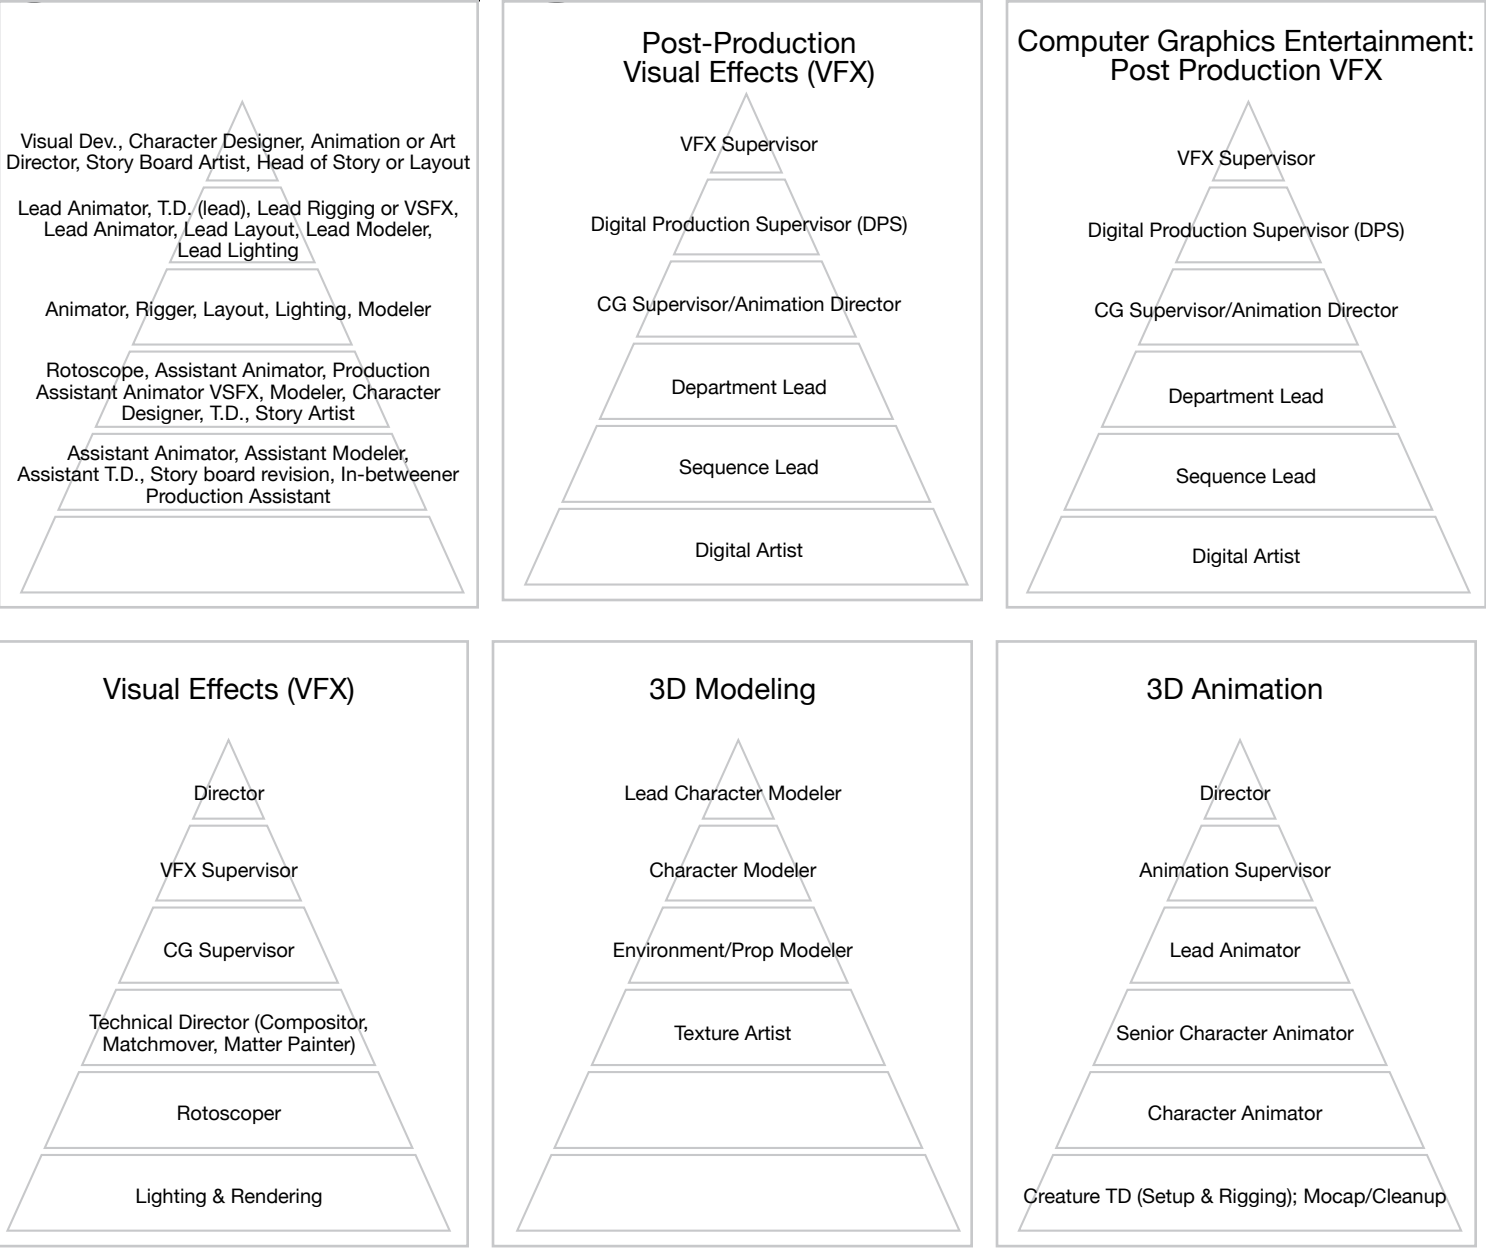 Visual Dev., Character Designer, Animation or Art
Director, Story Board Artist, Head of Story or Layout
Lead Animator, T.D. (lead), Lead Rigging or VSFX,
Lead Animator, Lead Layout, Lead Modeler,
Lead Lighting
Animator, Rigger, Layout, Lighting, Modeler
Rotoscope, Assistant Animator, Production
Assistant Animator VSFX, Modeler, Character
Designer, T.D., Story Artist
Assistant Animator, Assistant Modeler,
Assistant T.D., Story board revision, In-betweener
Production Assistant
Post-Production
Visual Effects (VFX)
VFX Supervisor
Digital Production Supervisor (DPS)
CG Supervisor/Animation Director
Department Lead
Sequence Lead
Digital Artist
Computer Graphics Entertainment:
Post Production VFX
VFX Supervisor
Digital Production Supervisor (DPS)
CG Supervisor/Animation Director
Department Lead
Sequence Lead
Digital Artist
Visual Effects (VFX)
Director
VFX Supervisor
CG Supervisor
Technical Director (Compositor,
Matchmover, Matter Painter)
Rotoscoper
Lighting & Rendering
3D Modeling
Lead Character Modeler
Character Modeler
Environment/Prop Modeler
Texture Artist
3D Animation
Director
Animation Supervisor
Lead Animator
Senior Character Animator
Character Animator
Creature TD (Setup & Rigging); Mocap/Cleanup